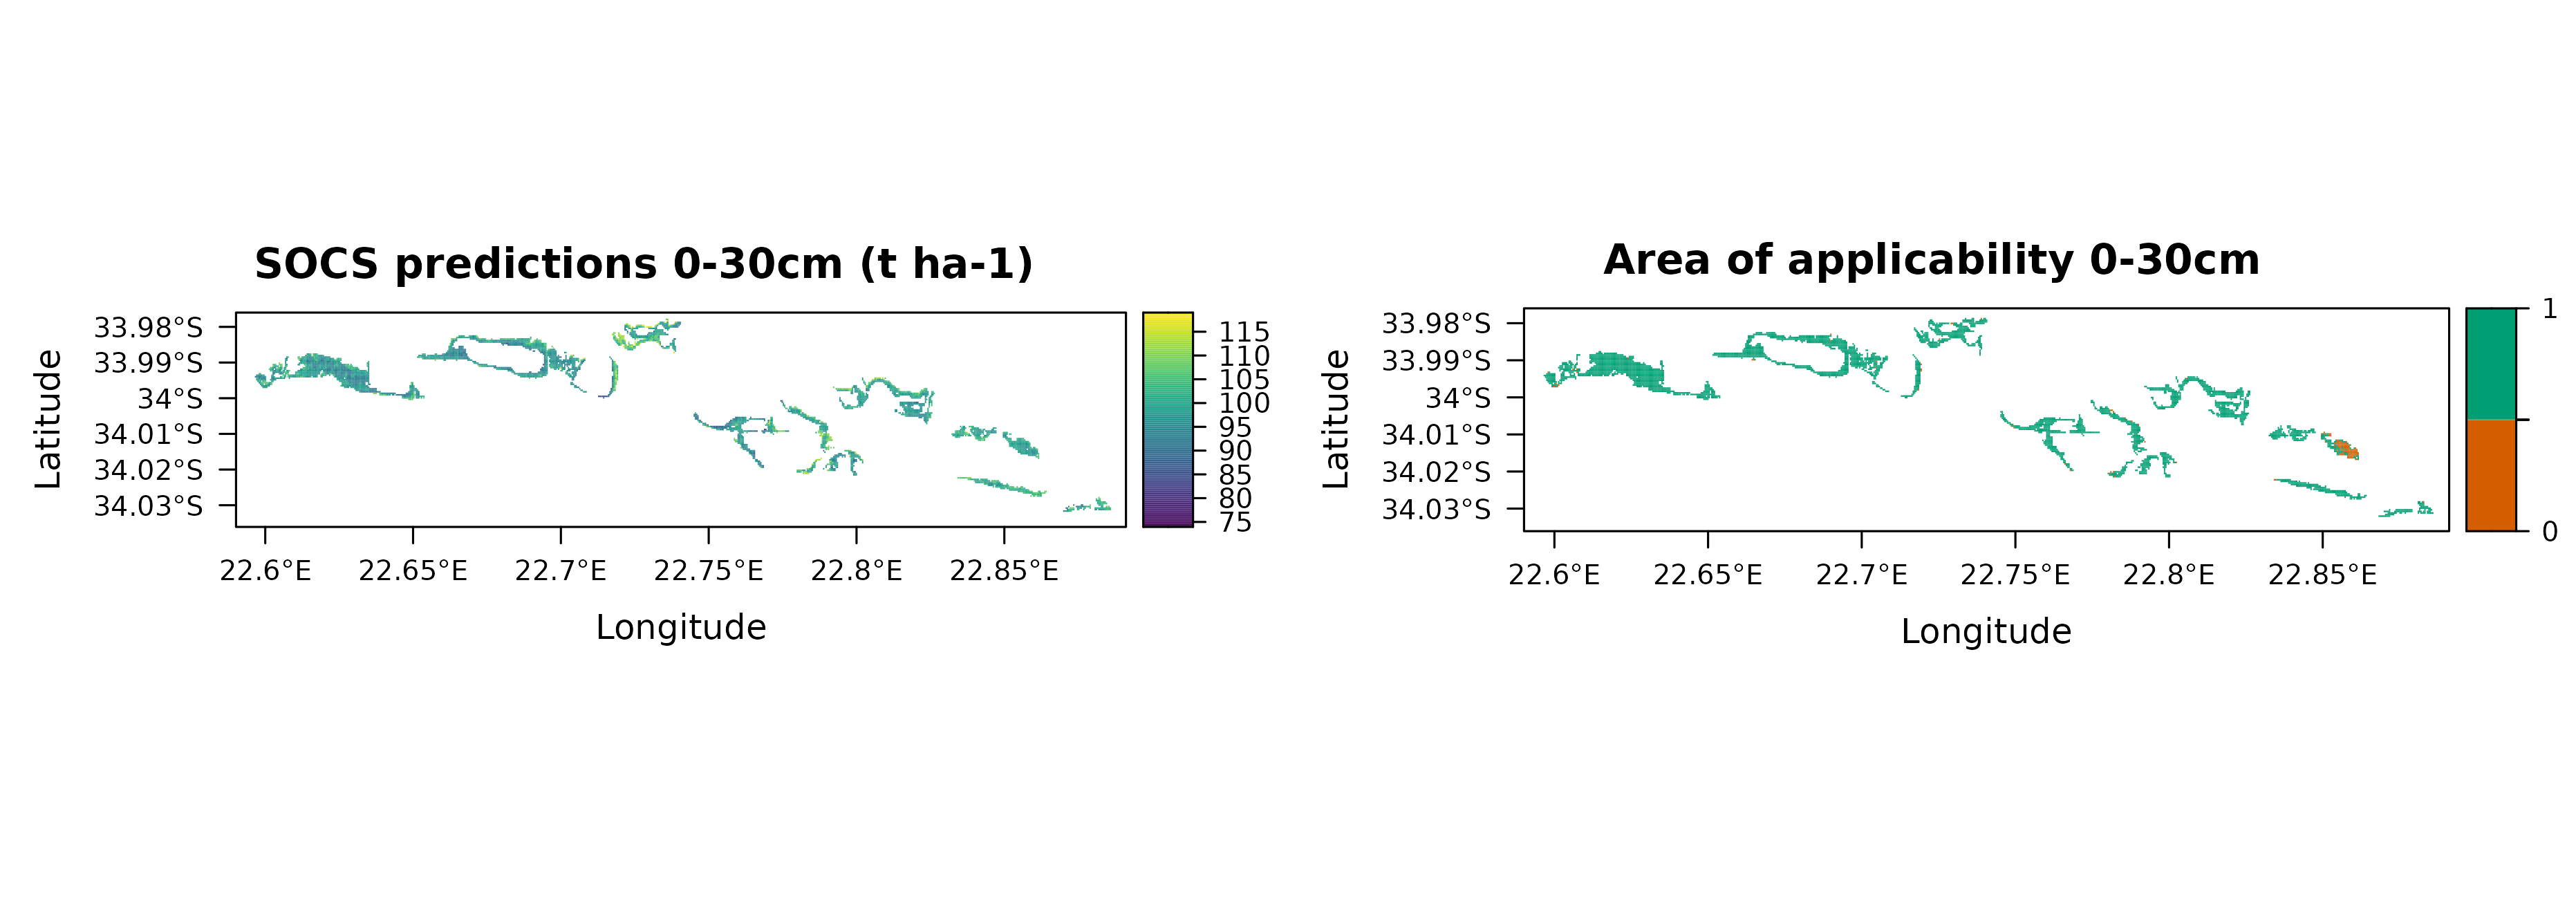 SOCS predictions 0-30cm (t ha-1)
Latitude
33.98°S
33.99°S
34°S
34.01°S
34.02°S
34.03°S
22.6°E 22.65°E 22.7°E 22.75°E 22.8°E 22.85°E
Longitude
115
110
105
100
95
90
85
80
75
Area of applicability 0-30cm
Latitude
33.98°S
33.99°S
34°S
34.01°S
34.02°S
34.03°S
22.6°E 22.65°E 22.7°E 22.75°E 22.8°E 22.85°E
Longitude
1
0